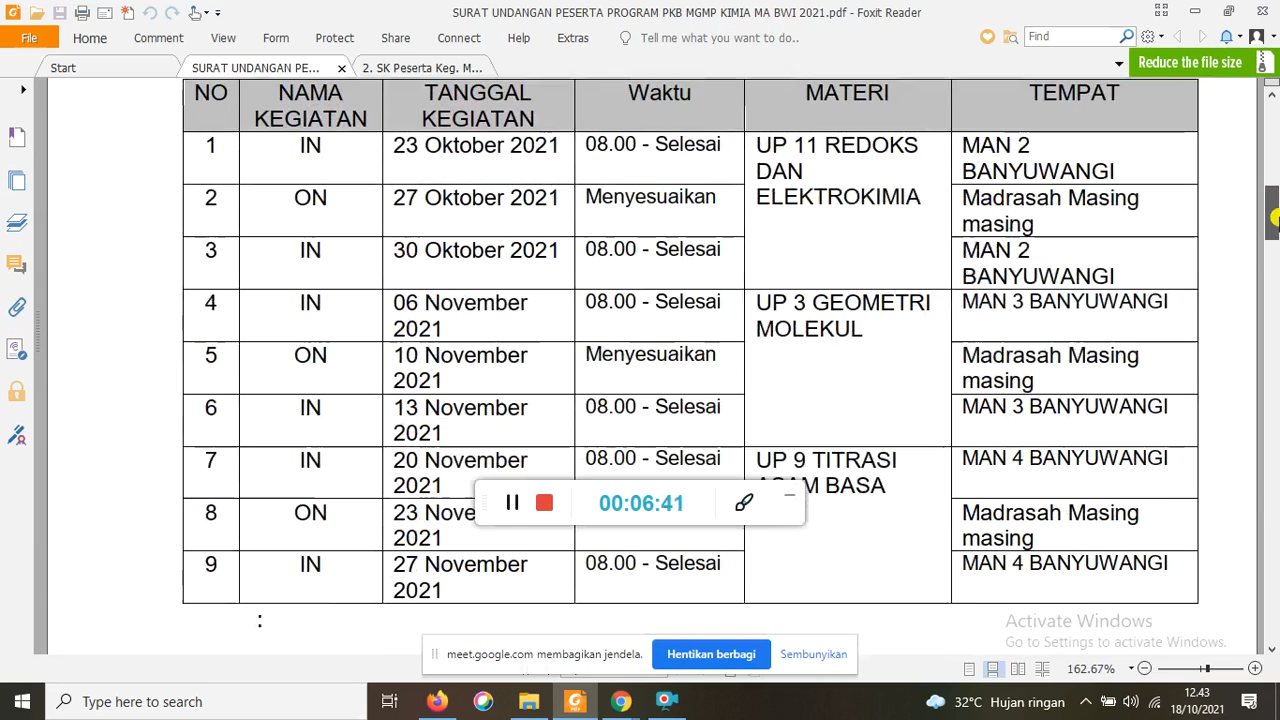 SURAT UNDANGAN PESERTA PROGRAM PKB MGMP KIMIA MA BWI 2021.pdf - Foxit Reader
File Home Comment View Form Protect Share Connect Help Extras Tell me what you want to do.. Find
Start SURAT UNDANGAN PE... 2. SK Peserta Keg. M... Reduce the file size
NO NAMA KEGIATAN TANGGAL KEGIATAN Waktu MATERI TEMPAT
1 IN 23 Oktober 2021 08.00 - Selesai UP 11 REDOKS DAN ELEKTROKIMIA MAN 2 BANYUWANGI
2 ON 27 Oktober 2021 Menyesuaikan Madrasah Masing masing
3 IN 30 Oktober 2021 08.00 - Selesai MAN 2 BANYUWANGI
4 IN 06 November 2021 08.00 - Selesai UP 3 GEOMETRI MOLEKUL MAN 3 BANYUWANGI
5 ON 10 November 2021 Menyesuaikan Madrasah Masing masing
6 IN 13 November 2021 08.00 - Selesai MAN 3 BANYUWANGI
7 IN 20 November 2021 08.00 - Selesai UP 9 TITRASI ASAM BASA MAN 4 BANYUWANGI
8 ON 23 2021 Madrasah Masing masing
9 IN 27 November 2021 08.00 - Selesai MAN 4 BANYUWANGI
:
00:06:41
Activate Windows
Go to Settings to activate Windows.
meet.google.com membagikan jendela. Hentikan berbagi Sembunyikan
162.67%
Type here to search 32°C Hujan ringan 12.43
18/10/2021